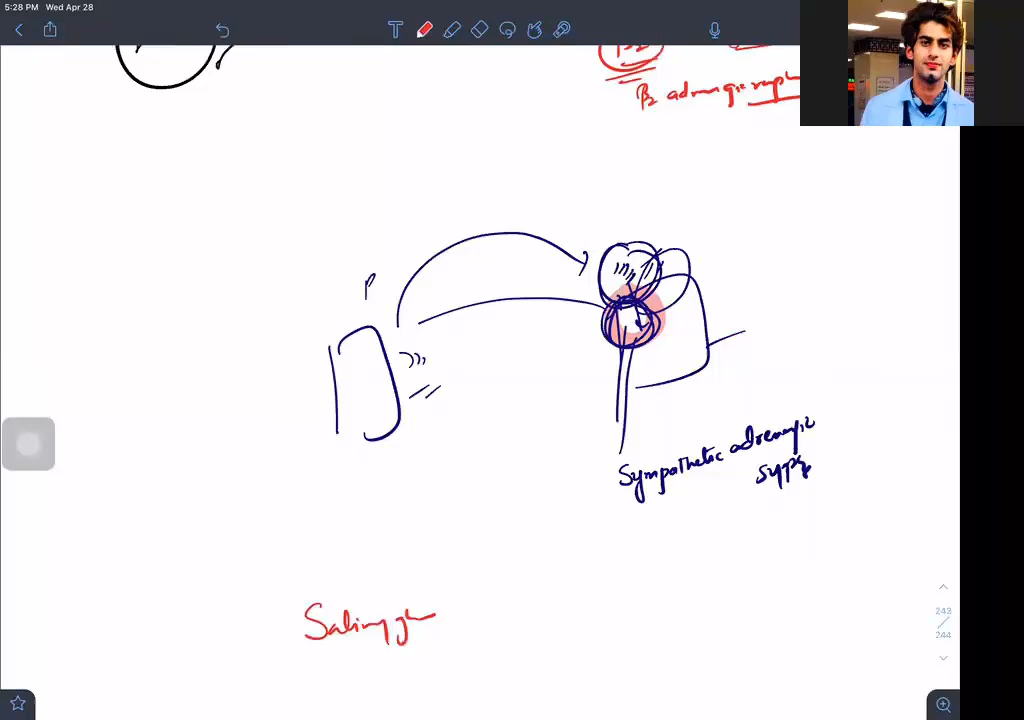 5:28 PM Wed Apr 28
T
β2 adrenergic
P
Sympathetic adrenergic
supply
243
244